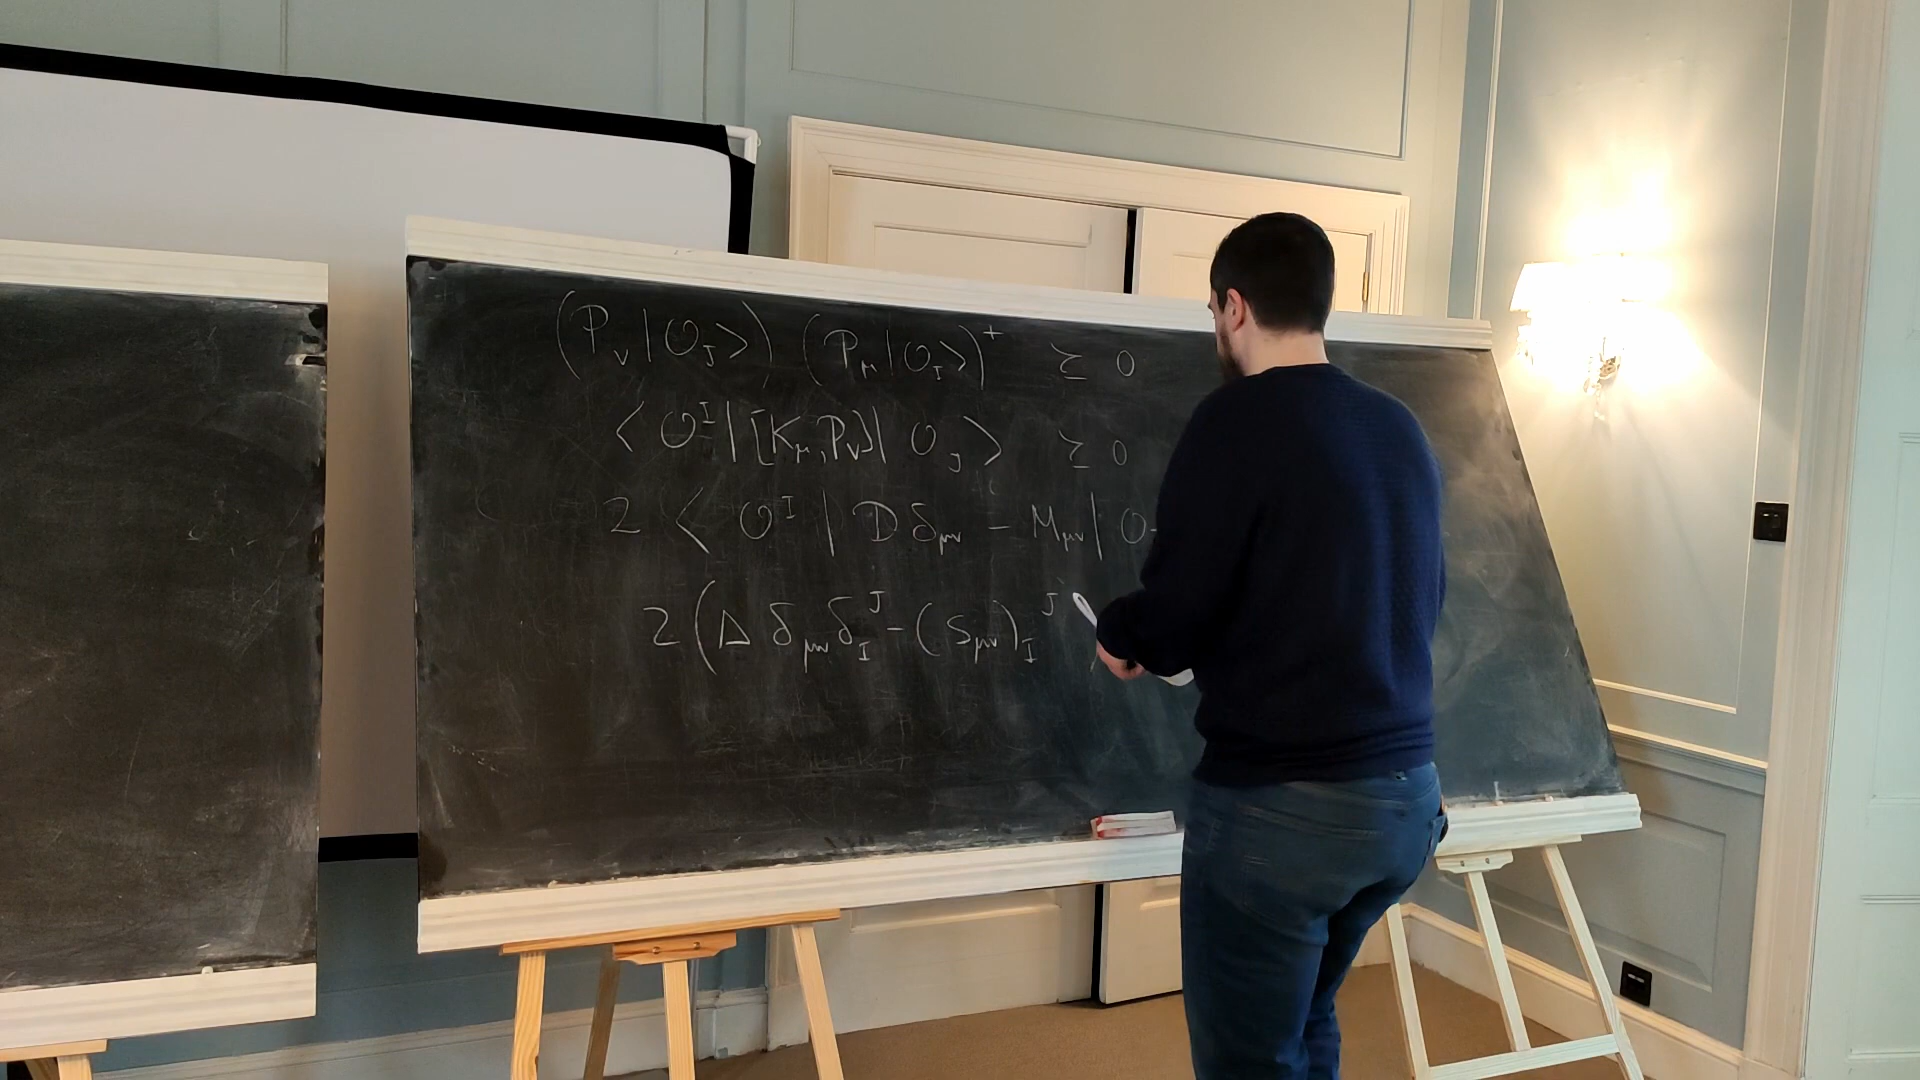 (P_ν|O_J⟩) (P_μ|O_I⟩)^† ≥ 0
⟨O^I|[K_μ,P_ν]|O_J⟩ ≥ 0
2 ⟨O^I|D δ_μν - M_μν|O
2(Δ δ_μν δ_I^J - (S_μν)_I^J